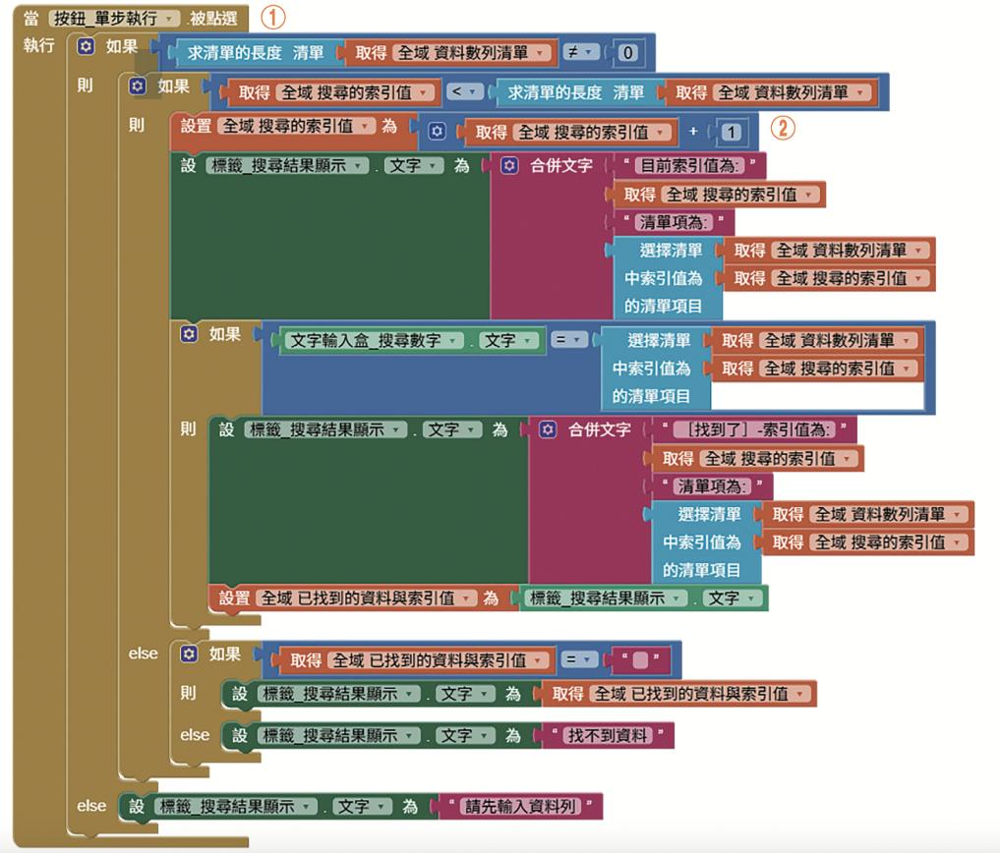 當 按鈕_單步執行 .被點選 ①
執行 如果 求清單的長度 清單 取得 全域 資料數列清單 ≠ 0
則 如果 取得 全域 搜尋的索引值 < 求清單的長度 清單 取得 全域 資料數列清單
則 設置 全域 搜尋的索引值 為 取得 全域 搜尋的索引值 + 1 ②
設 標籤_搜尋結果顯示 . 文字 為 合併文字 “ 目前索引值為: ”
取得 全域 搜尋的索引值
“ 清單項為: ”
選擇清單 取得 全域 資料數列清單
中索引值為 取得 全域 搜尋的索引值
的清單項目
如果 文字輸入盒_搜尋數字 . 文字 = 選擇清單 取得 全域 資料數列清單
中索引值為 取得 全域 搜尋的索引值
的清單項目
則 設 標籤_搜尋結果顯示 . 文字 為 合併文字 “ [找到了] -索引值為: ”
取得 全域 搜尋的索引值
“ 清單項為: ”
選擇清單 取得 全域 資料數列清單
中索引值為 取得 全域 搜尋的索引值
的清單項目
設置 全域 已找到的資料與索引值 為 標籤_搜尋結果顯示 . 文字
else 如果 取得 全域 已找到的資料與索引值 = “ ”
則 設 標籤_搜尋結果顯示 . 文字 為 取得 全域 已找到的資料與索引值
else 設 標籤_搜尋結果顯示 . 文字 為 “ 找不到資料 ”
else 設 標籤_搜尋結果顯示 . 文字 為 “ 請先輸入資料列 ”